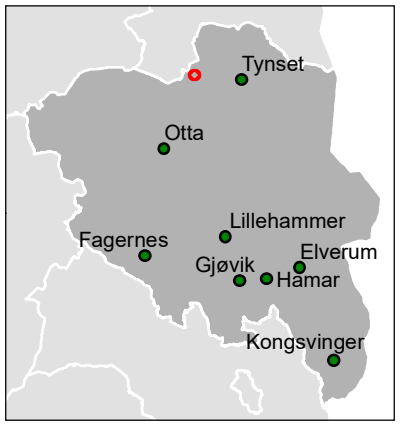 Tynset
Otta
Lillehammer
Fagernes
Elverum
Gjøvik
Hamar
Kongsvinger